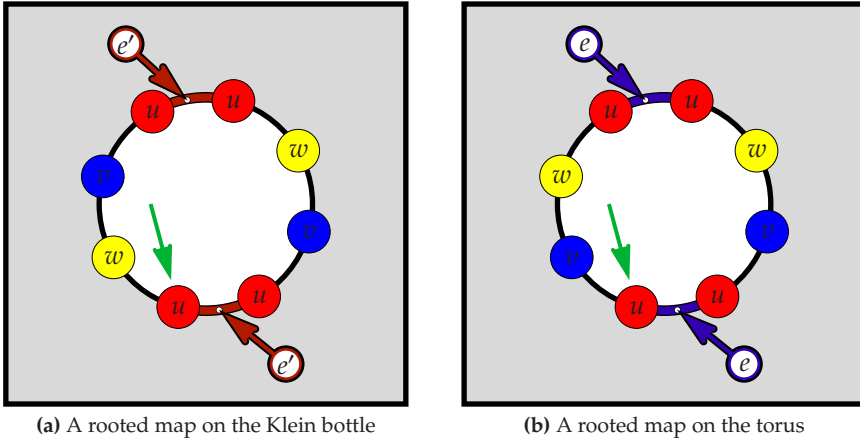 e′
e
u u
u u
w
w
w
v
v
v
w
v
u u
u u
e′
e
(a) A rooted map on the Klein bottle
(b) A rooted map on the torus